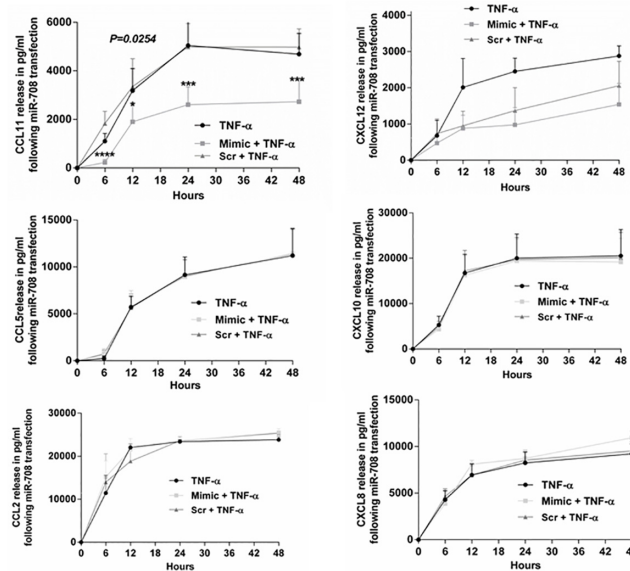 CCL11 release in pg/ml
following miR-708 transfection
6000
5000
4000
3000
2000
1000
0
P=0.0254
****
*
***
***
TNF-α
Mimic + TNF-α
Scr + TNF-α
0 6 12 18 24 30 36 42 48
Hours
CXCL12 release in pg/ml
following miR-708 transfection
4000
3000
2000
1000
0
TNF-α
Mimic + TNF-α
Scr + TNF-α
0 6 12 18 24 30 36 42 48
Hours
CCL5release in pg/ml
following miR-708 transfection
15000
10000
5000
0
TNF-α
Mimic + TNF-α
Scr + TNF-α
0 6 12 18 24 30 36 42 48
Hours
CXCL10 release in pg/ml
following miR-708 transfection
30000
20000
10000
0
TNF-α
Mimic + TNF-α
Scr + TNF-α
0 6 12 18 24 30 36 42 48
Hours
CCL2 release in pg/ml
following miR-708 transfection
30000
20000
10000
0
TNF-α
Mimic + TNF-α
Scr + TNF-α
0 6 12 18 24 30 36 42 48
Hours
CXCL8 release in pg/ml
following miR-708 transfection
15000
10000
5000
0
TNF-α
Mimic + TNF-α
Scr + TNF-α
0 6 12 18 24 30 36 42 48
Hours